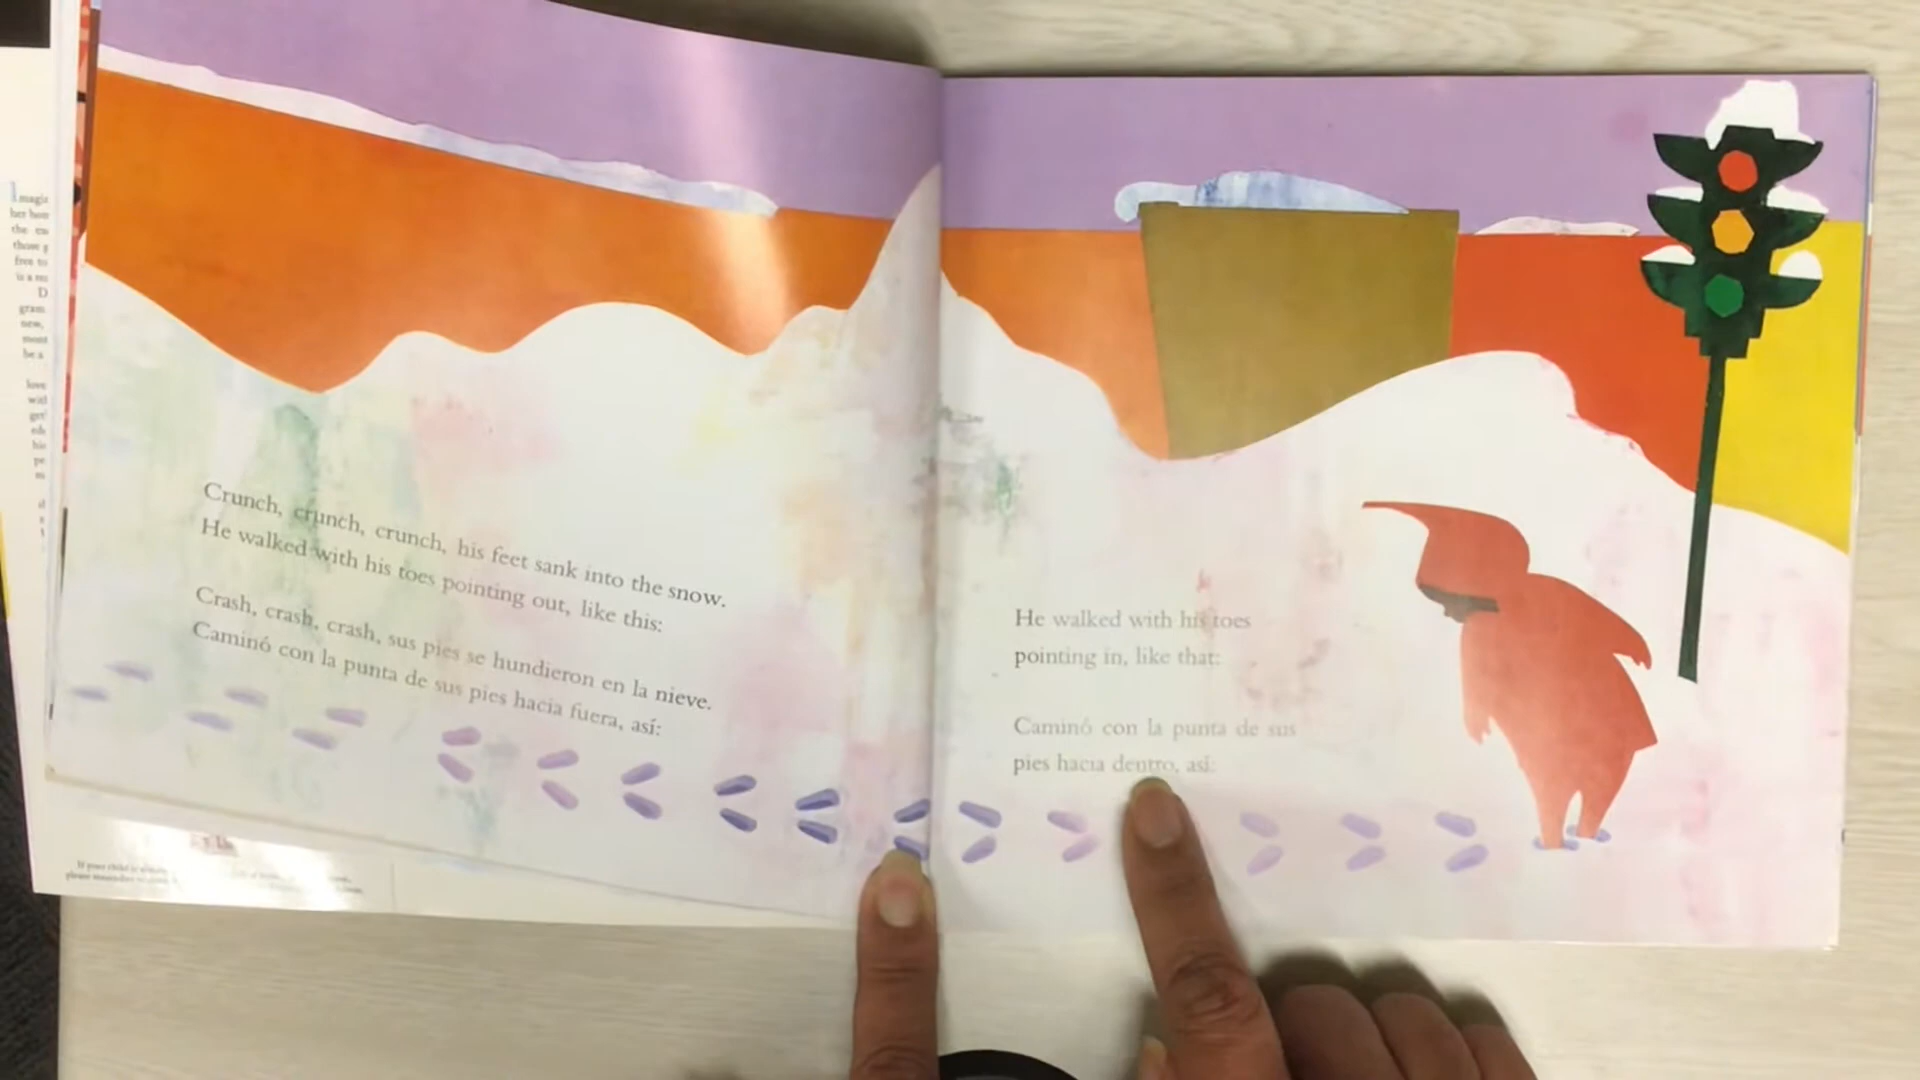 Crunch, crunch, crunch, his feet sank into the snow.
He walked with his toes pointing out, like this:
Crash, crash, crash, sus pies se hundieron en la nieve.
Caminó con la punta de sus pies hacia fuera, así:
He walked with his toes
pointing in, like that:
Caminó con la punta de sus
pies hacia dentro, así: